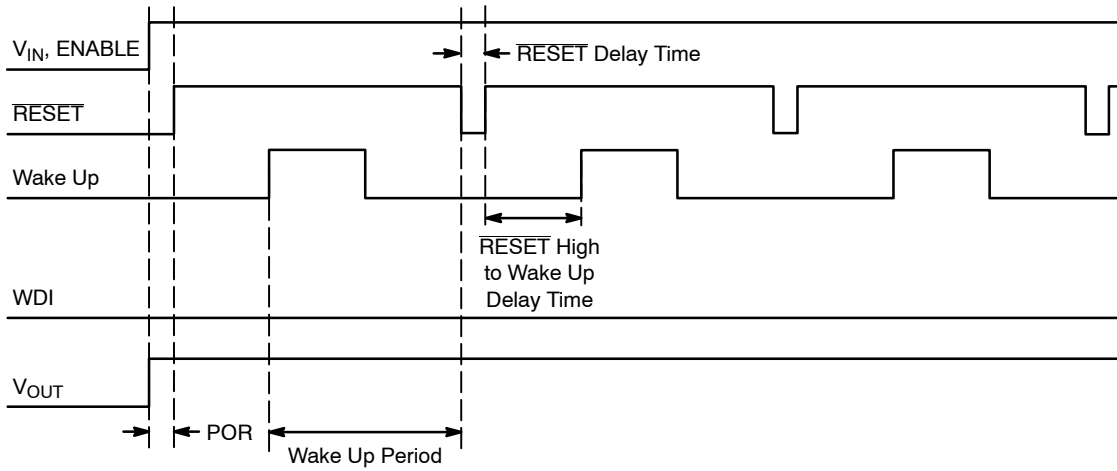 V_IN, ENABLE
RESET Delay Time
RESET
Wake Up
RESET High
to Wake Up
Delay Time
WDI
V_OUT
POR
Wake Up Period